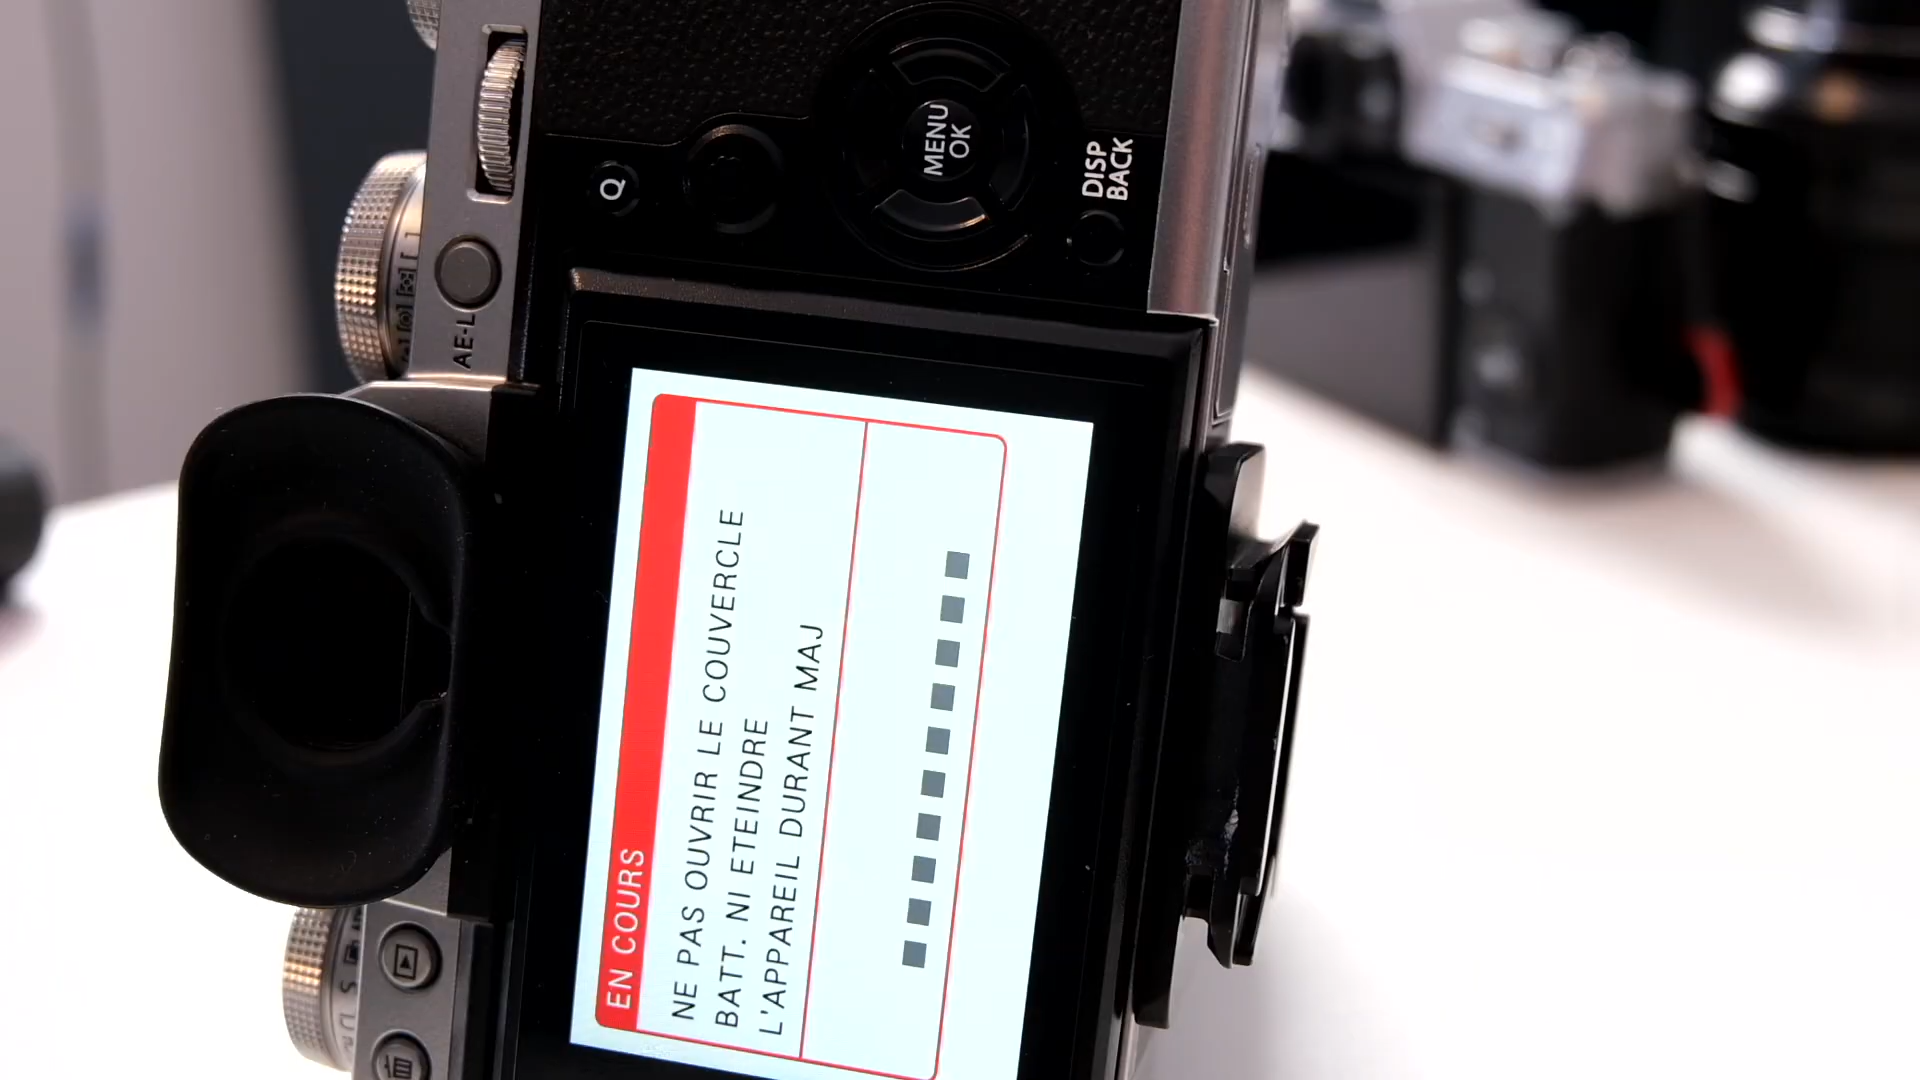 EN COURS
NE PAS OUVRIR LE COUVERCLE
BATT. NI ETEINDRE
L'APPAREIL DURANT MAJ
AE-L
Q
MENU
OK
DISP
BACK
S